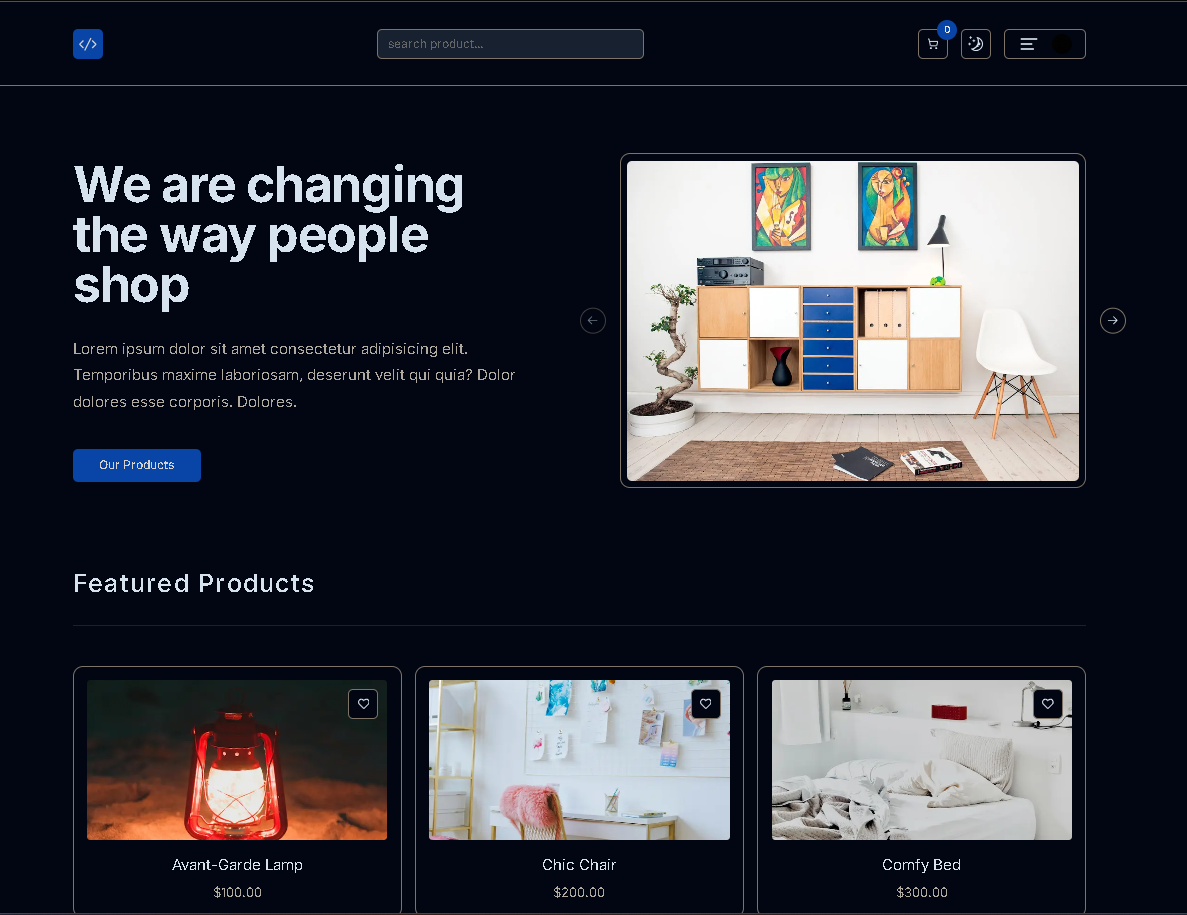 </>
search product...
0
We are changing
the way people
shop
Lorem ipsum dolor sit amet consectetur adipisicing elit.
Temporibus maxime laboriosam, deserunt velit qui quia? Dolor
dolores esse corporis. Dolores.
Our Products
Featured Products
Avant-Garde Lamp
Chic Chair
Comfy Bed
$100.00
$200.00
$300.00